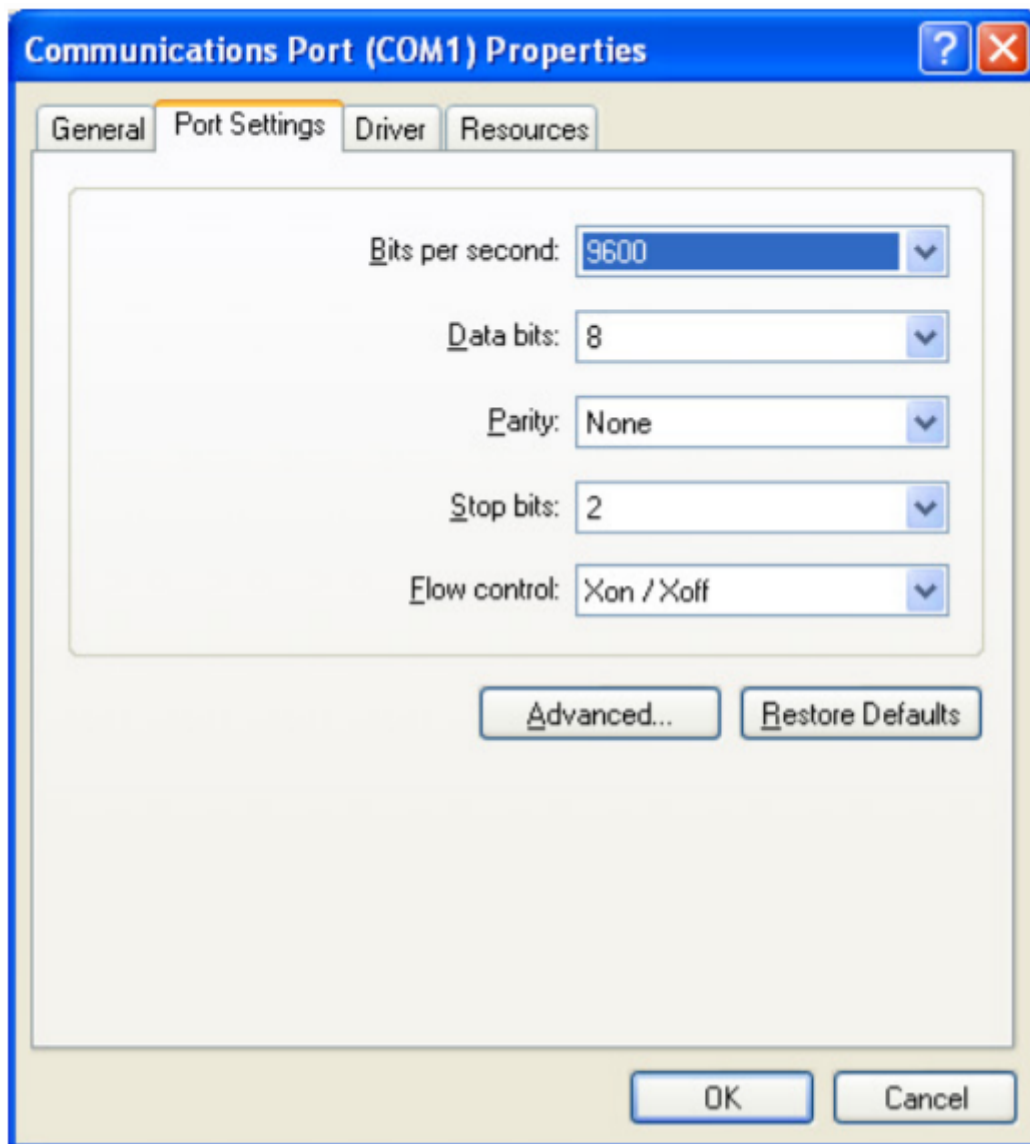 Communications Port (COM1) Properties ?
General Port Settings Driver Resources
Bits per second: 9600
Data bits: 8
Parity: None
Stop bits: 2
Flow control: Xon / Xoff
Advanced... Restore Defaults
OK Cancel